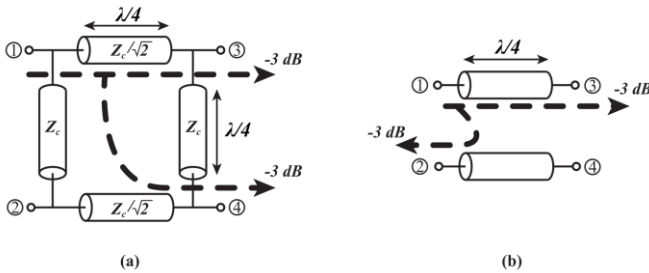 λ/4
① Z_c/√2 ③
-3 dB
Z_c Z_c λ/4
-3 dB
② Z_c/√2 ④
(a)
λ/4
① ③
-3 dB
-3 dB
② ④
(b)